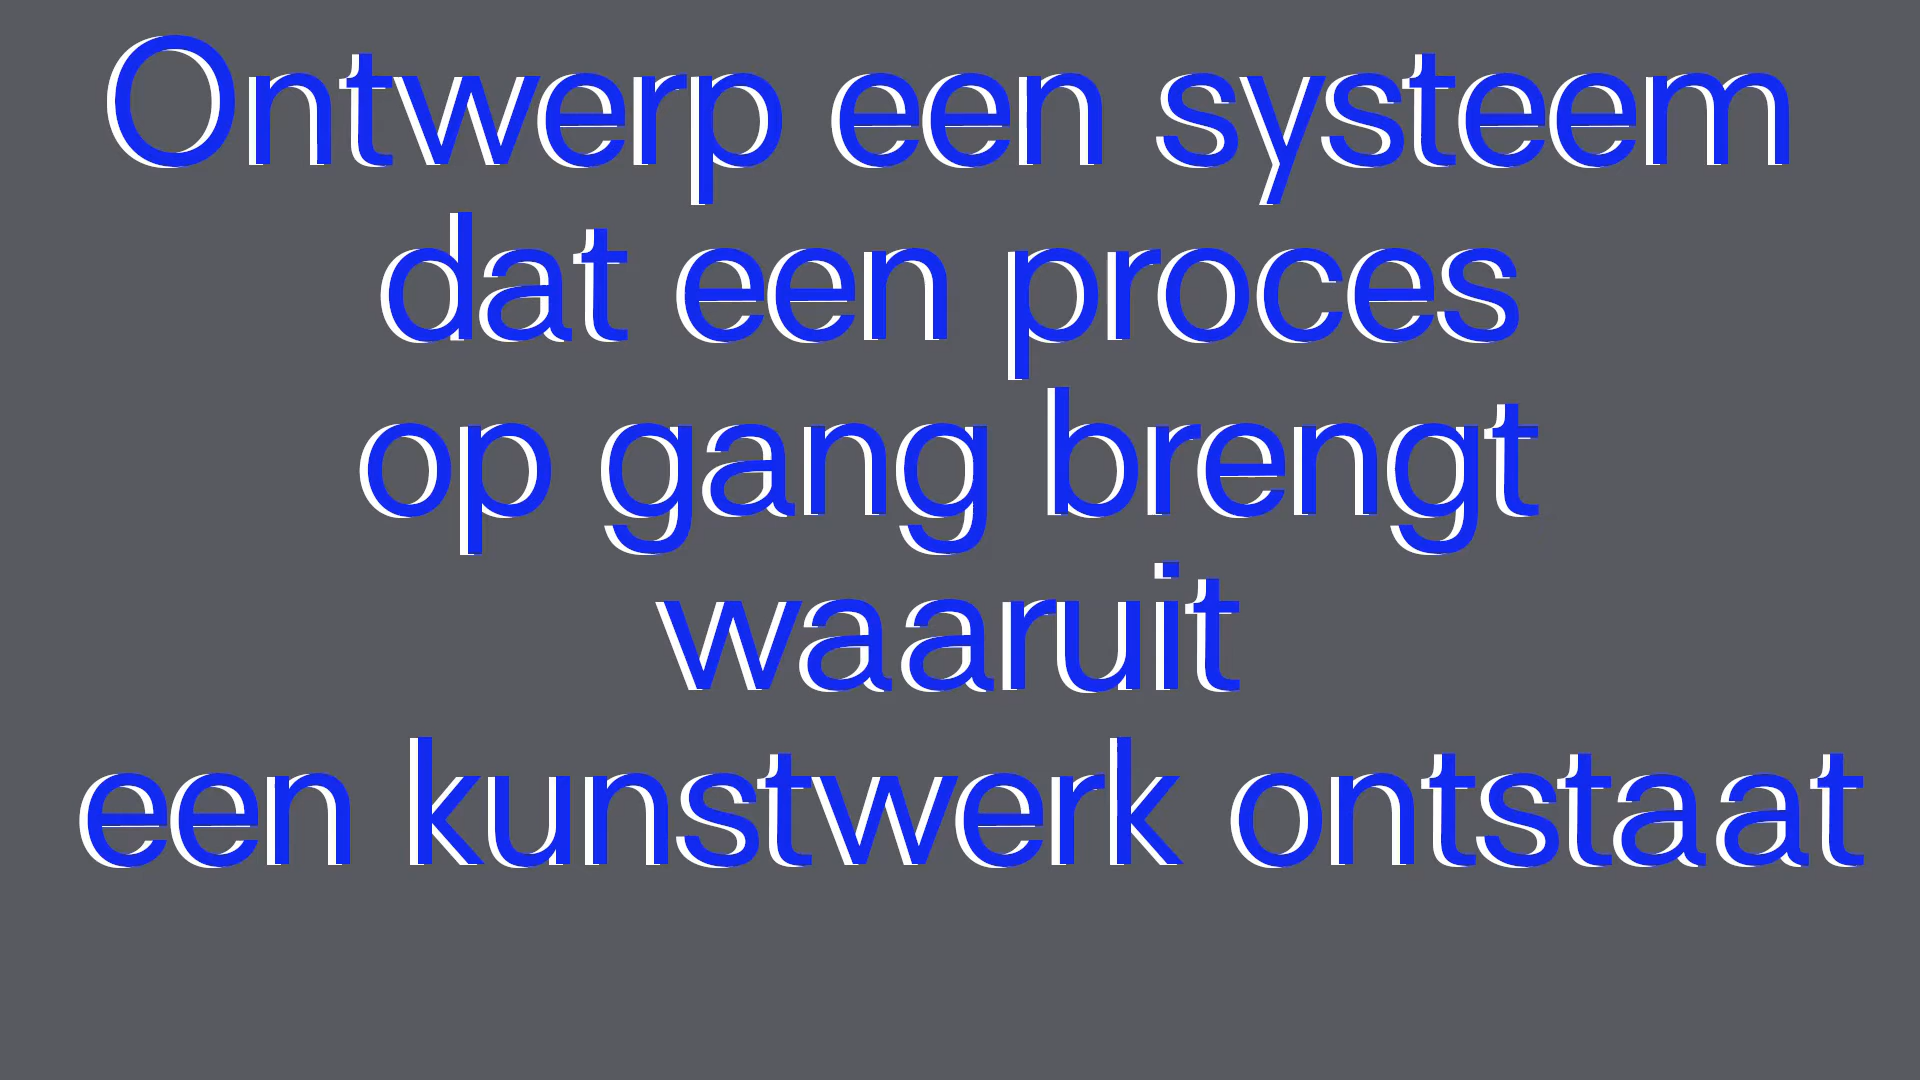 Ontwerp een systeem
dat een proces
op gang brengt
waaruit
een kunstwerk ontstaat